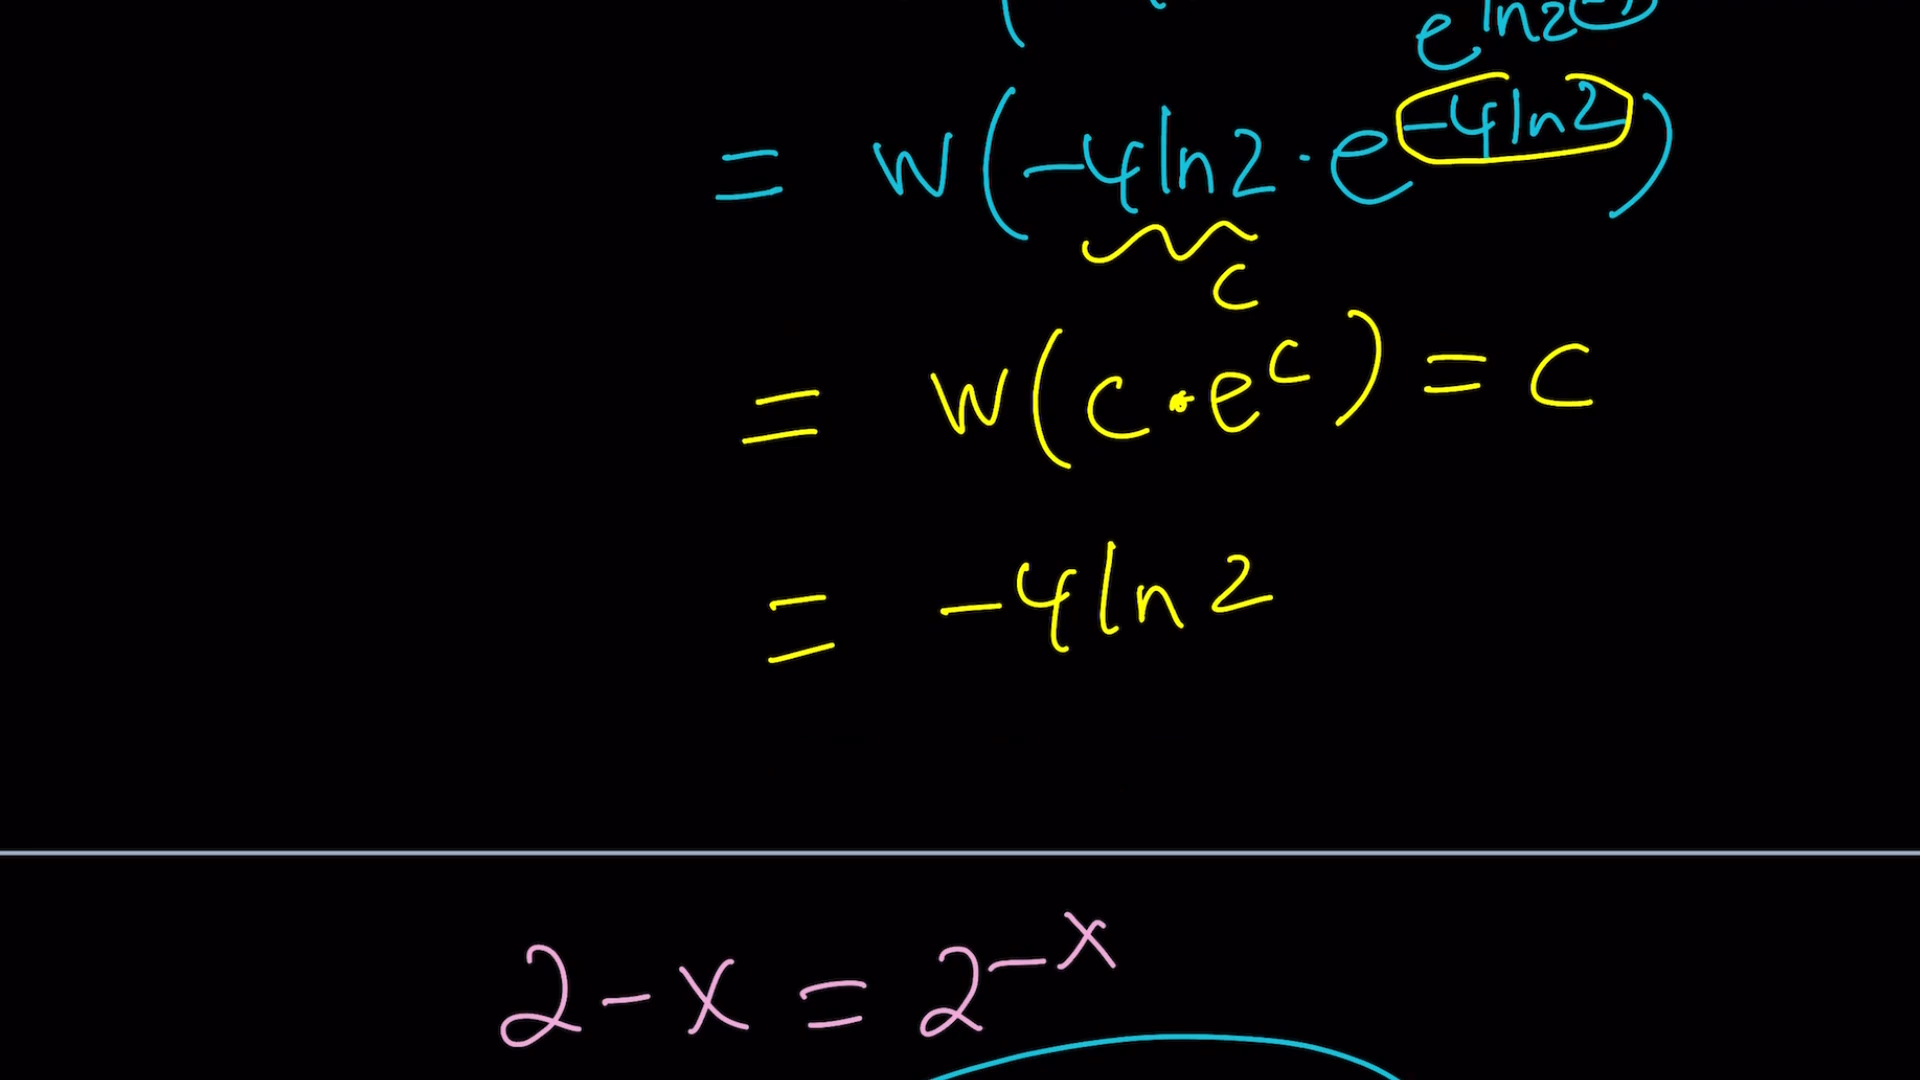 e^ln2
= W(-4ln2 · e^-4ln2)
c
= W(c · e^c) = c
= -4ln2
2-x = 2^-x